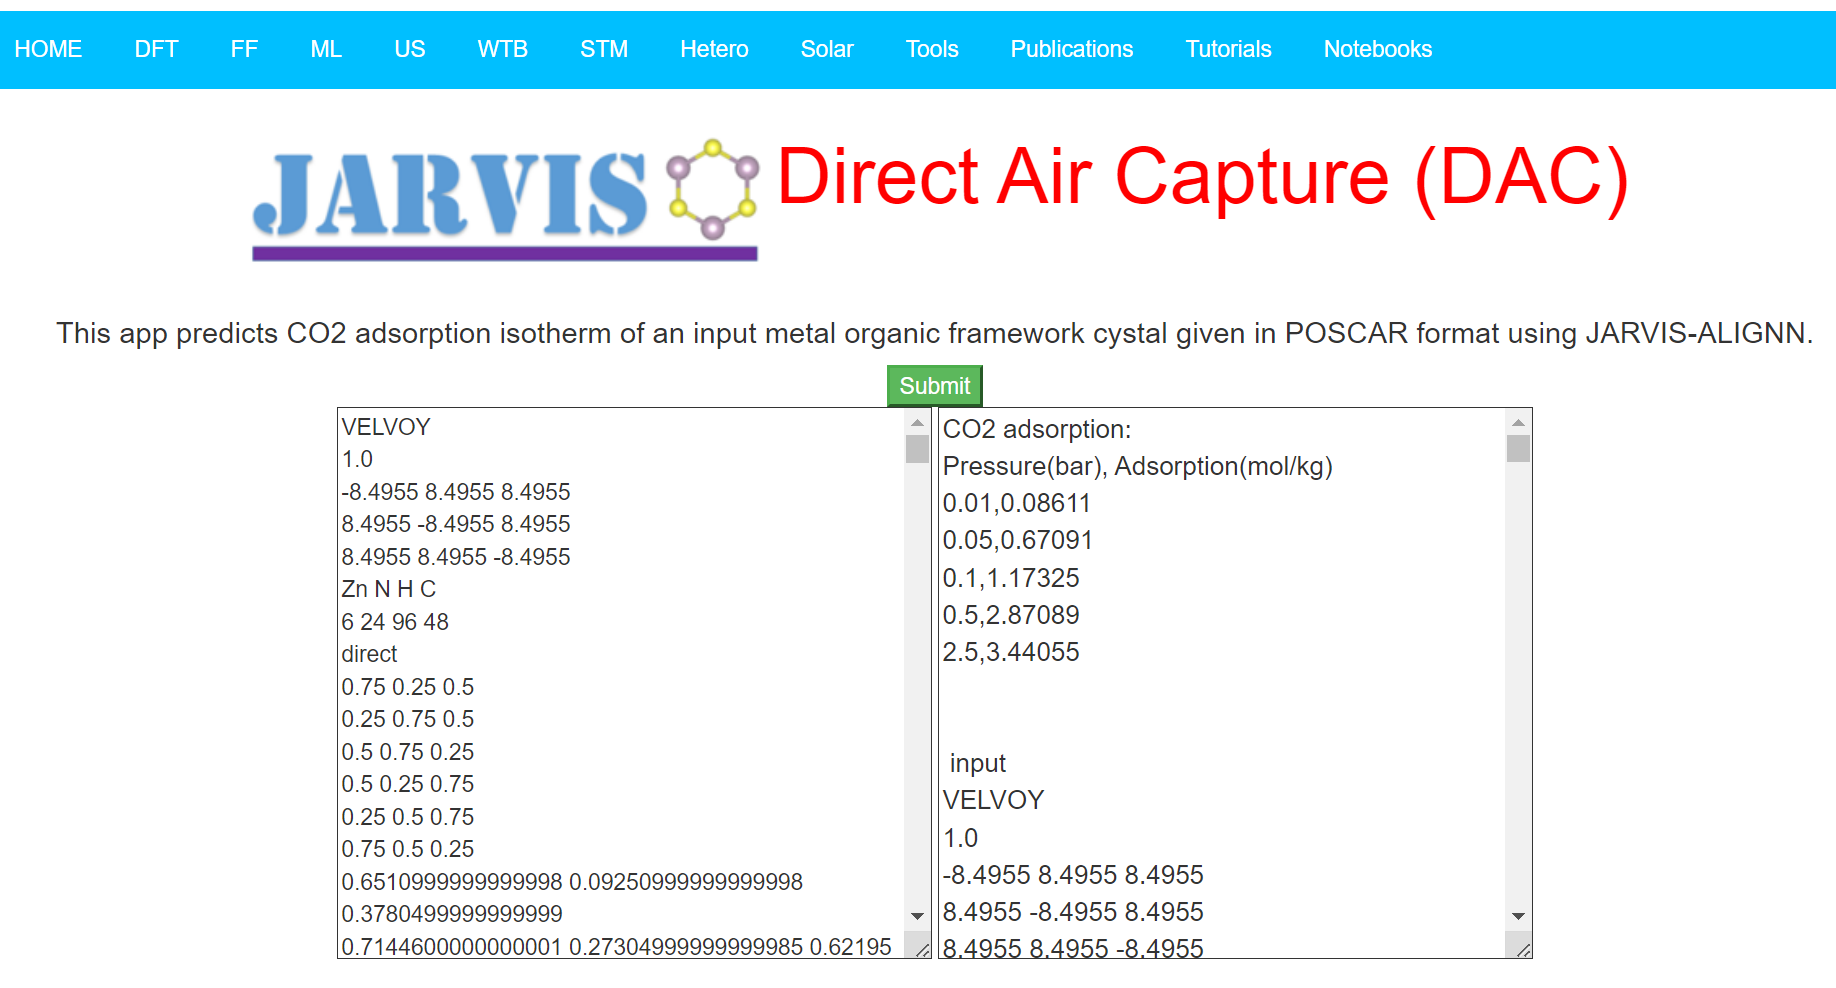 HOME DFT FF ML US WTB STM Hetero Solar Tools Publications Tutorials Notebooks
JARVIS Direct Air Capture (DAC)
This app predicts CO2 adsorption isotherm of an input metal organic framework cystal given in POSCAR format using JARVIS-ALIGNN.
Submit
VELVOY
1.0
-8.4955 8.4955 8.4955
8.4955 -8.4955 8.4955
8.4955 8.4955 -8.4955
Zn N H C
6 24 96 48
direct
0.75 0.25 0.5
0.25 0.75 0.5
0.5 0.75 0.25
0.5 0.25 0.75
0.25 0.5 0.75
0.75 0.5 0.25
0.6510999999999998 0.09250999999999998
0.3780499999999999
0.7144600000000001 0.27304999999999985 0.62195
CO2 adsorption:
Pressure(bar), Adsorption(mol/kg)
0.01,0.08611
0.05,0.67091
0.1,1.17325
0.5,2.87089
2.5,3.44055
input
VELVOY
1.0
-8.4955 8.4955 8.4955
8.4955 -8.4955 8.4955
8.4955 8.4955 -8.4955